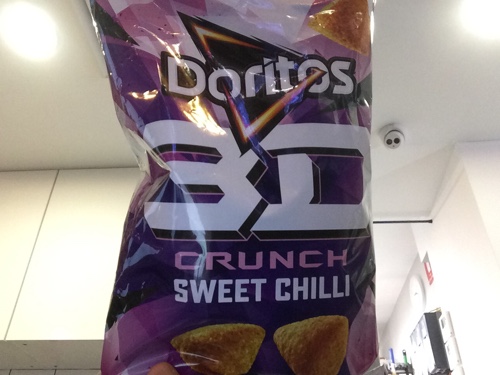 Doritos
3D
CRUNCH
SWEET CHILLI